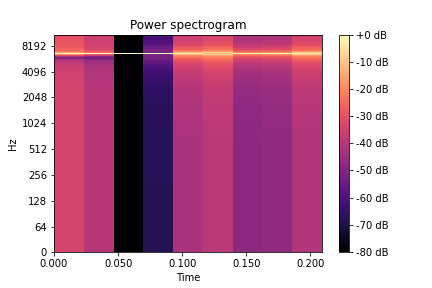 Power spectrogram
8192
4096
2048
1024
512
256
128
64
0
Hz
0.000 0.050 0.100 0.150 0.200
Time
+0 dB
-10 dB
-20 dB
-30 dB
-40 dB
-50 dB
-60 dB
-70 dB
-80 dB